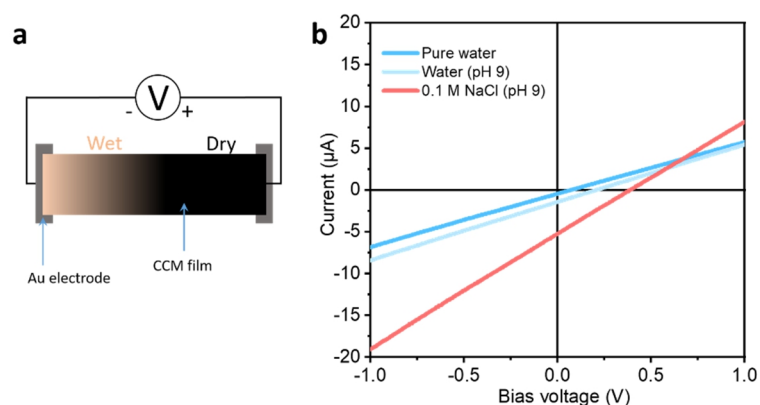 a
V
- +
Wet
Dry
Au electrode
CCM film
b
Pure water
Water (pH 9)
0.1 M NaCl (pH 9)
Current (µA)
20
15
10
5
0
-5
-10
-15
-20
-1.0 -0.5 0.0 0.5 1.0
Bias voltage (V)